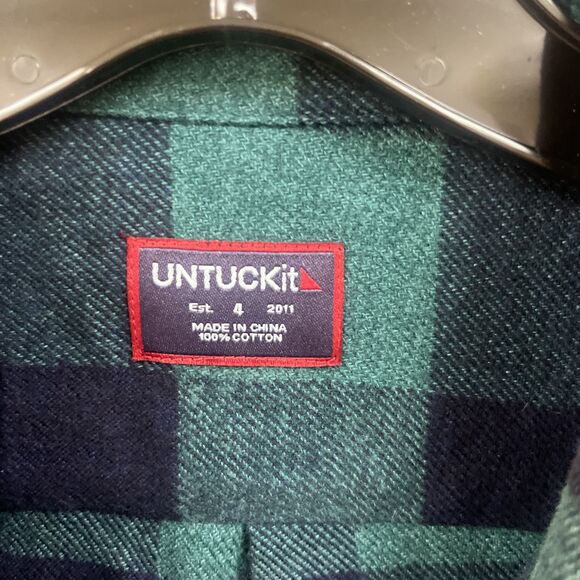 UNTUCKit
Est. 4 2011
MADE IN CHINA
100% COTTON